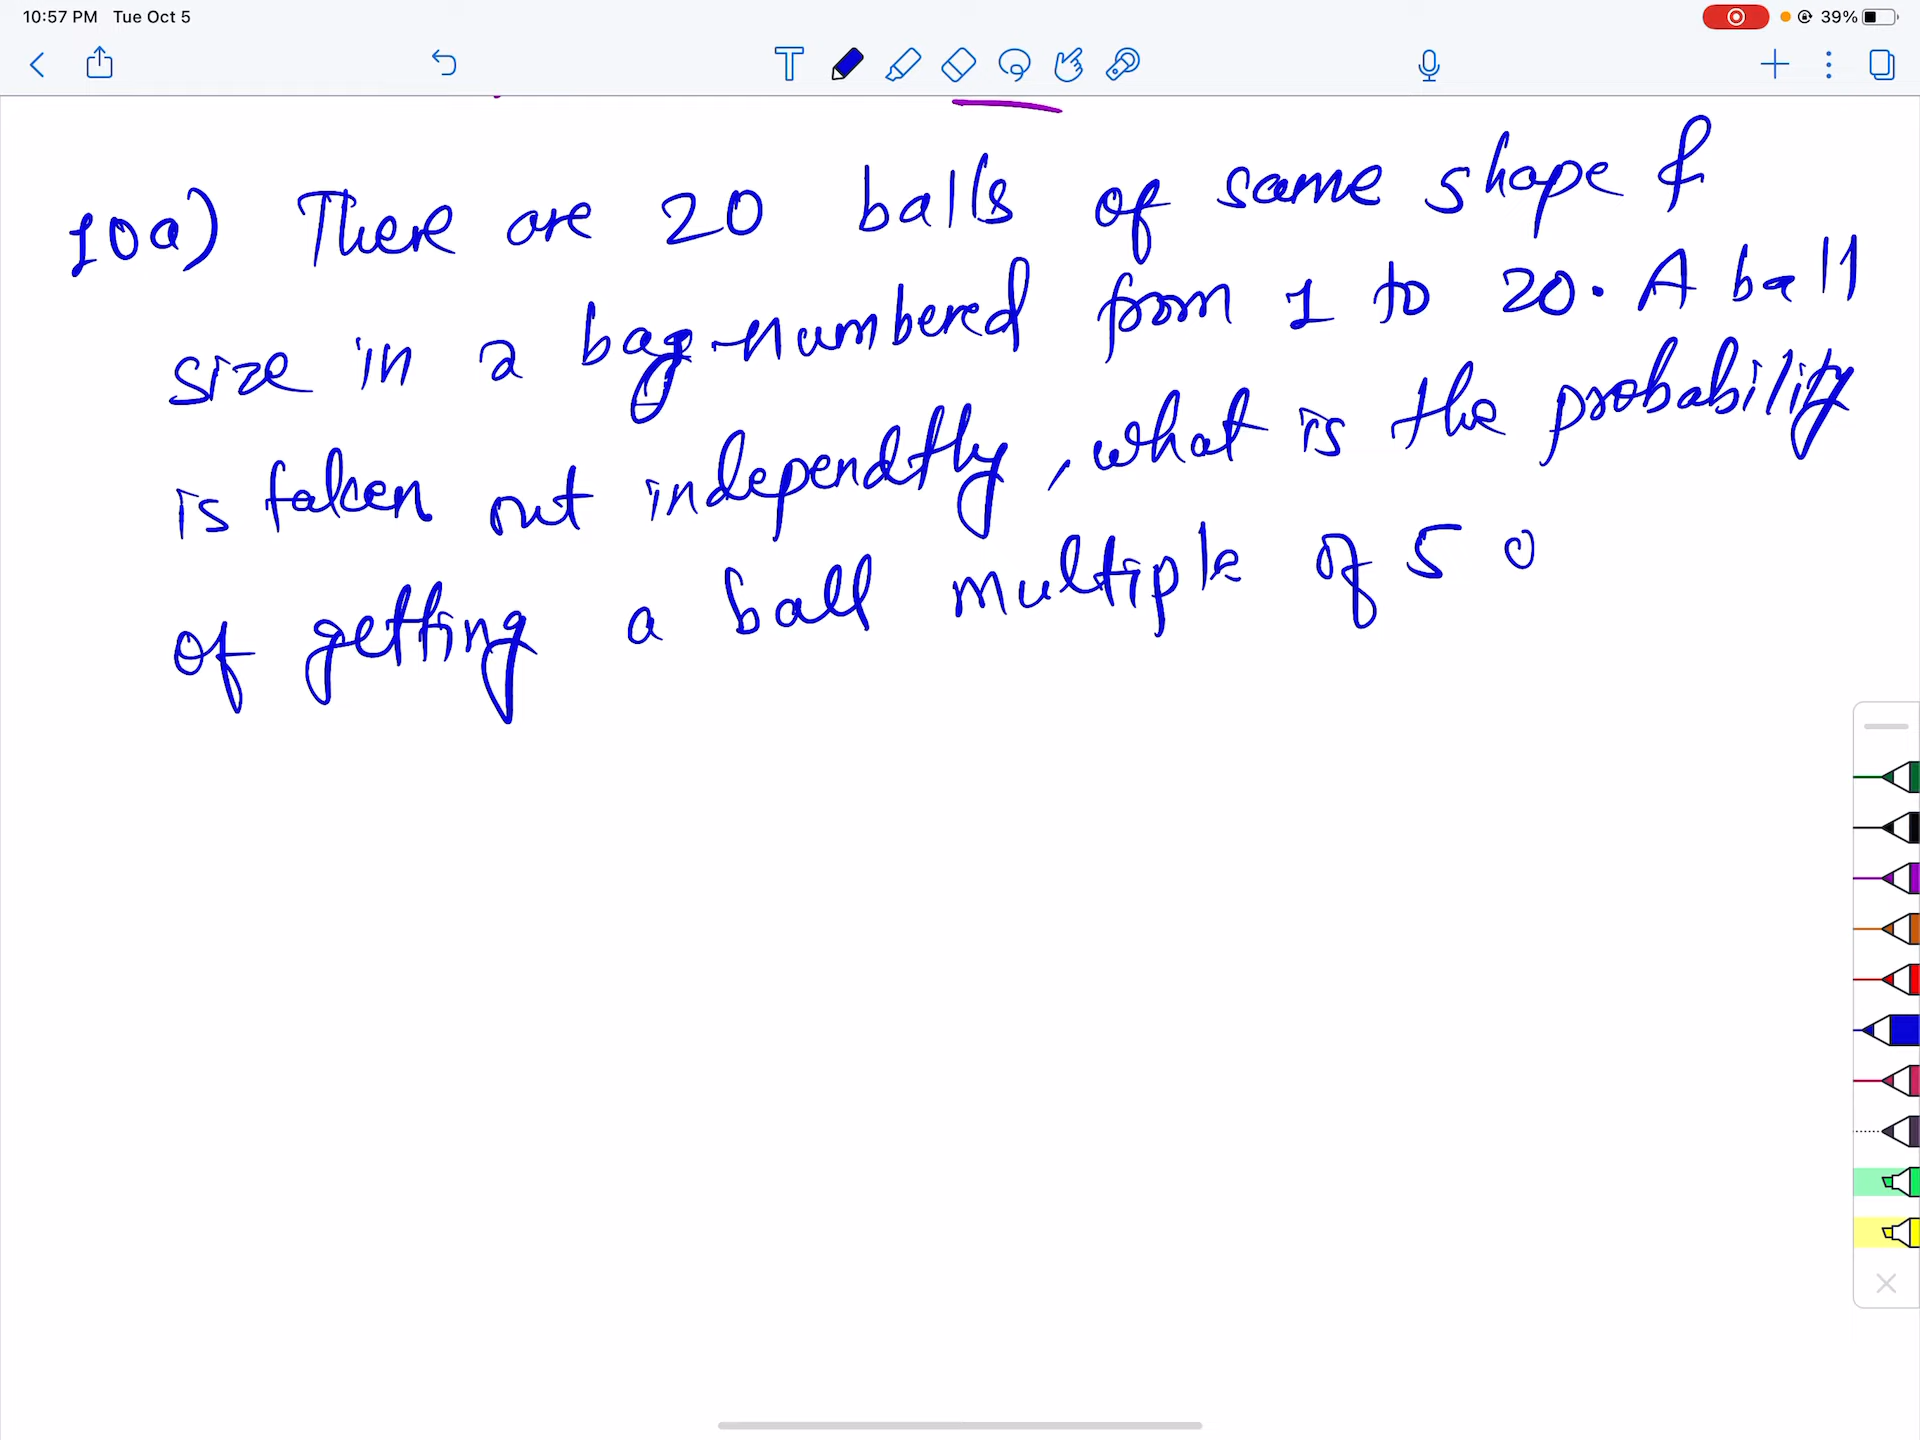 10:57 PM Tue Oct 5
39%
10a) There are 20 balls of same shape &
size in a bag numbered from 1 to 20. A ball
is taken out independtly, what is the probability
of getting a ball multiple of 5 o